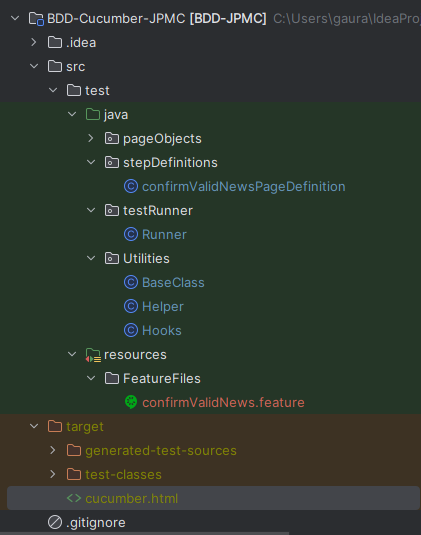 BDD-Cucumber-JPMC [BDD-JPMC] C:\Users\gaura\IdeaPro
.idea
src
test
java
pageObjects
stepDefinitions
confirmValidNewsPageDefinition
testRunner
Runner
Utilities
BaseClass
Helper
Hooks
resources
FeatureFiles
confirmValidNews.feature
target
generated-test-sources
test-classes
cucumber.html
.gitignore